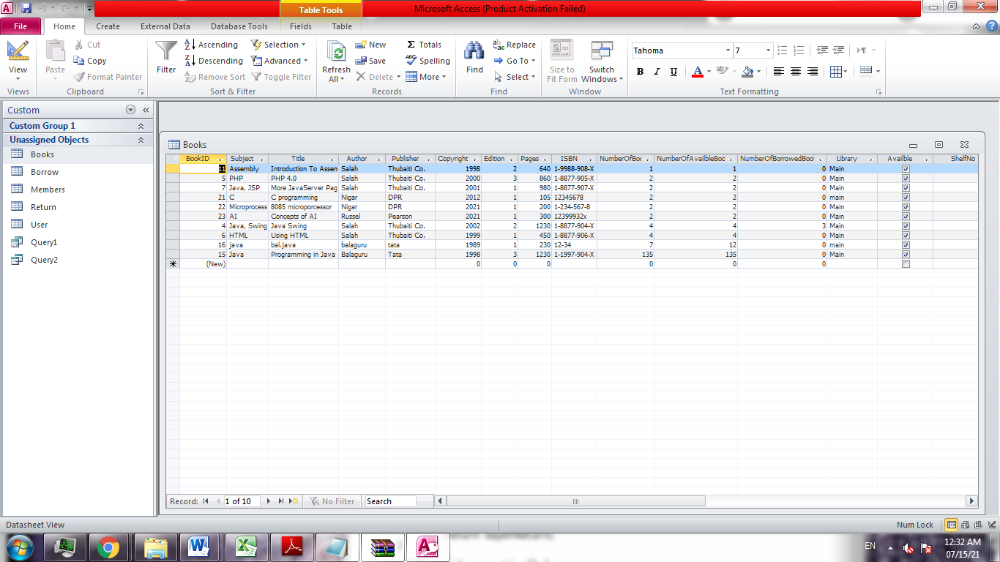 Table Tools
Microsoft Access (Product Activation Failed)
File Home Create External Data Database Tools Fields Table
View
Views
Paste
Cut
Copy
Format Painter
Clipboard
Filter
Ascending
Descending
Remove Sort
Selection
Advanced
Toggle Filter
Sort & Filter
Refresh All
New
Save
Delete
Totals
Spelling
More
Records
Find
Replace
Go To
Select
Find
Size to Fit Form
Switch Windows
Window
Tahoma 7
B I U A ab
Text Formatting
Custom
Custom Group 1
Unassigned Objects
Books
Borrow
Members
Return
User
Query1
Query2
Books
BookID Subject Title Author Publisher Copyright Edition Pages ISBN NumberOfBoo NumberOfAvailbleBoo NumberOfBorrowedBool Library Availble ShelfNo
11 Assembly Introduction To Assem Salah Thubaiti Co. 1998 2 640 1-9988-908-X 1 1 0 Main
5 PHP PHP 4.0 Salah Thubaiti Co. 2000 3 860 1-8877-905-X 2 2 0 Main
7 Java, JSP More JavaServer Pag Salah Thubaiti Co. 2001 1 980 1-8877-907-X 2 2 0 Main
21 C C programming Nigar DPR 2012 1 105 12345678 2 2 0 main
22 Microprocess 8085 microporcessor Nigar DPR 2021 1 200 1-234-567-8 2 2 0 Main
23 AI Concepts of AI Russel Pearson 2021 1 300 12399932x 2 2 0 Main
4 Java, Swing Java Swing Salah Thubaiti Co. 2002 2 1230 1-8877-904-X 4 4 3 Main
6 HTML Using HTML Salah Thubaiti Co. 1999 1 450 1-8877-906-X 4 4 0 Main
16 java bal.java balaguru tata 1989 1 230 12-34 7 12 0 main
15 Java Programming in Java Balaguru Tata 1998 3 1230 1-1997-904-X 135 135 0 Main
(New) 0 0 0 0 0 0
Record: 1 of 10 No Filter Search
Datasheet View
Num Lock
EN
12:32 AM
07/15/21